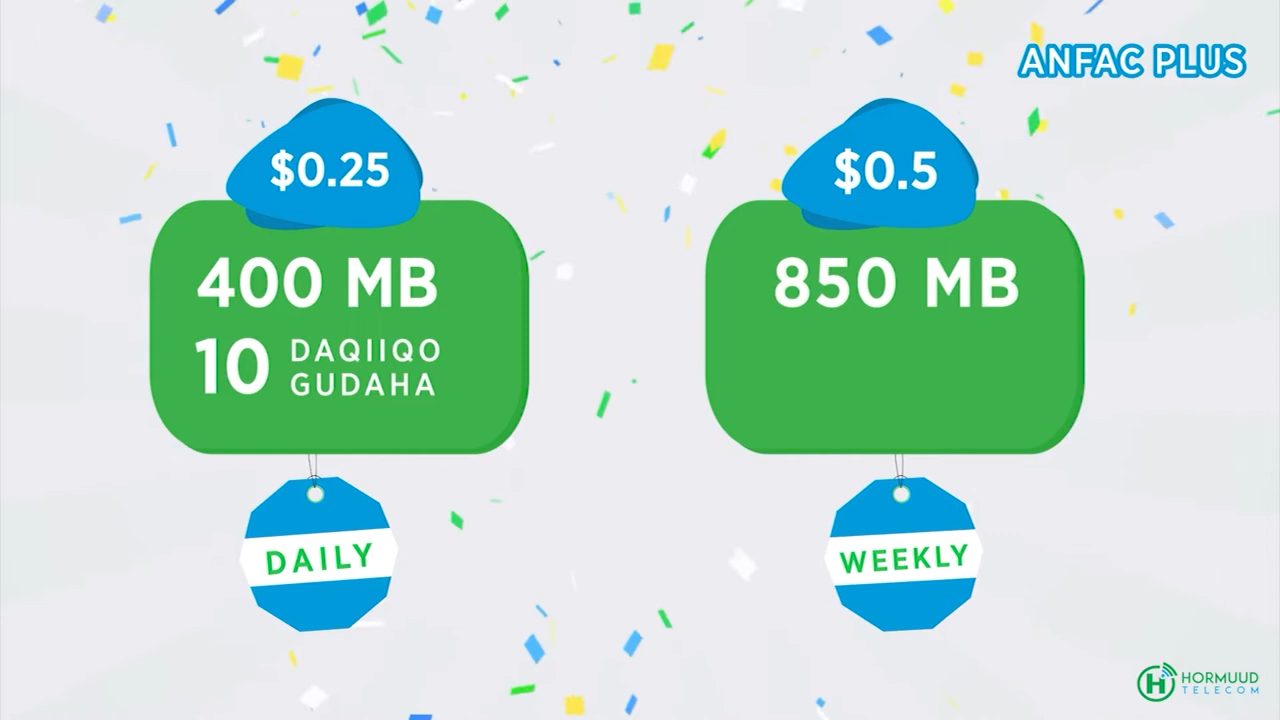 ANFAC PLUS
$0.25
400 MB
10 DAQIIQO
GUDAHA
DAILY
$0.5
850 MB
WEEKLY
HORMUUD
TELECOM